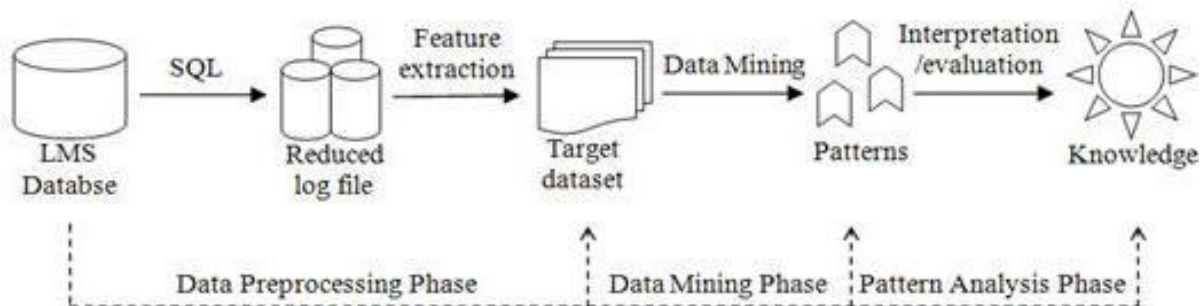 SQL
Feature
extraction
Data Mining
Interpretation
/evaluation
LMS
Databse
Reduced
log file
Target
dataset
Patterns
Knowledge
Data Preprocessing Phase
Data Mining Phase
Pattern Analysis Phase